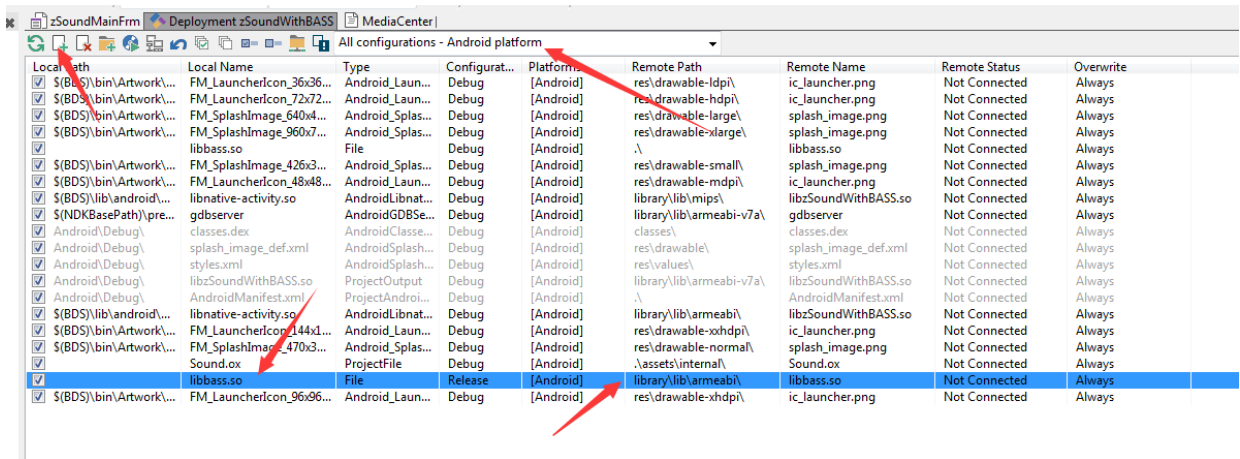 zSoundMainFrm Deployment zSoundWithBASS MediaCenter
All configurations - Android platform
Local Path Local Name Type Configurat... Platforms Remote Path Remote Name Remote Status Overwrite
$(BDS)\bin\Artwork\... FM_LauncherIcon_36x36... Android_Laun... Debug [Android] res\drawable-ldpi\ ic_launcher.png Not Connected Always
$(BDS)\bin\Artwork\... FM_LauncherIcon_72x72... Android_Laun... Debug [Android] res\drawable-hdpi\ ic_launcher.png Not Connected Always
$(BDS)\bin\Artwork\... FM_SplashImage_640x4... Android_Splas... Debug [Android] res\drawable-large\ splash_image.png Not Connected Always
$(BDS)\bin\Artwork\... FM_SplashImage_960x7... Android_Splas... Debug [Android] res\drawable-xlarge\ splash_image.png Not Connected Always
libbass.so File Debug [Android] .\ libbass.so Not Connected Always
$(BDS)\bin\Artwork\... FM_SplashImage_426x3... Android_Splas... Debug [Android] res\drawable-small\ splash_image.png Not Connected Always
$(BDS)\bin\Artwork\... FM_LauncherIcon_48x48... Android_Laun... Debug [Android] res\drawable-mdpi\ ic_launcher.png Not Connected Always
$(BDS)\lib\android\... libnative-activity.so AndroidLibnat... Debug [Android] library\lib\mips\ libzSoundWithBASS.so Not Connected Always
$(NDKBasePath)\pre... gdbserver AndroidGDBSe... Debug [Android] library\lib\armeabi-v7a\ gdbserver Not Connected Always
Android\Debug\ classes.dex AndroidClasse... Debug [Android] classes\ classes.dex Not Connected Always
Android\Debug\ splash_image_def.xml AndroidSplash... Debug [Android] res\drawable\ splash_image_def.xml Not Connected Always
Android\Debug\ styles.xml AndroidSplash... Debug [Android] res\values\ styles.xml Not Connected Always
Android\Debug\ libzSoundWithBASS.so ProjectOutput Debug [Android] library\lib\armeabi-v7a\ libzSoundWithBASS.so Not Connected Always
Android\Debug\ AndroidManifest.xml ProjectAndroi... Debug [Android] .\ AndroidManifest.xml Not Connected Always
$(BDS)\lib\android\... libnative-activity.so AndroidLibnat... Debug [Android] library\lib\armeabi\ libzSoundWithBASS.so Not Connected Always
$(BDS)\bin\Artwork\... FM_LauncherIcon_144x1... Android_Laun... Debug [Android] res\drawable-xxhdpi\ ic_launcher.png Not Connected Always
$(BDS)\bin\Artwork\... FM_SplashImage_470x3... Android_Splas... Debug [Android] res\drawable-normal\ splash_image.png Not Connected Always
Sound.ox ProjectFile Debug [Android] .\assets\internal\ Sound.ox Not Connected Always
libbass.so File Release [Android] library\lib\armeabi\ libbass.so Not Connected Always
$(BDS)\bin\Artwork\... FM_LauncherIcon_96x96... Android_Laun... Debug [Android] res\drawable-xhdpi\ ic_launcher.png Not Connected Always